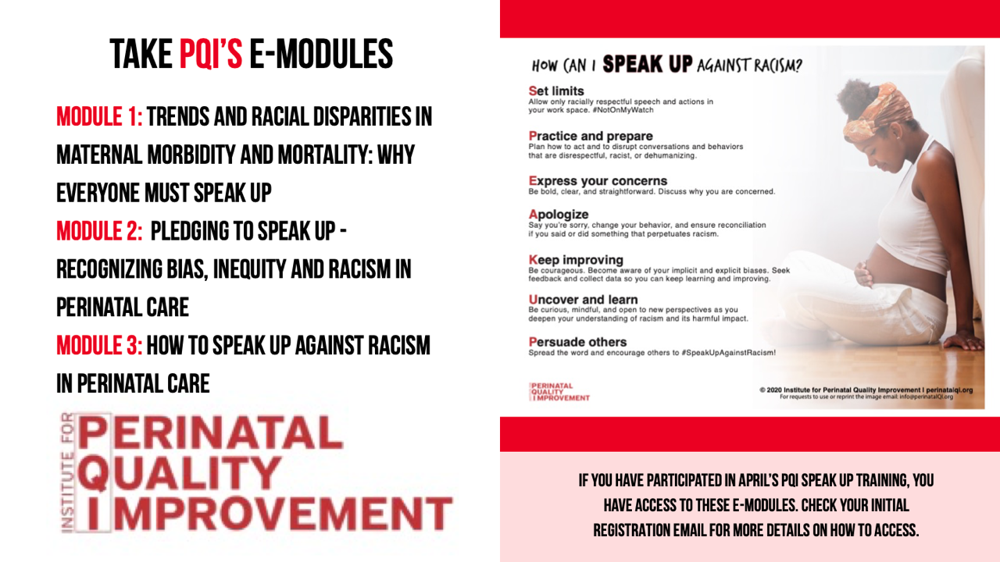 TAKE PQI'S E-MODULES
MODULE 1: TRENDS AND RACIAL DISPARITIES IN
MATERNAL MORBIDITY AND MORTALITY: WHY
EVERYONE MUST SPEAK UP
MODULE 2: PLEDGING TO SPEAK UP -
RECOGNIZING BIAS, INEQUITY AND RACISM IN
PERINATAL CARE
MODULE 3: HOW TO SPEAK UP AGAINST RACISM
IN PERINATAL CARE
INSTITUTE FOR
PERINATAL
QUALITY
IMPROVEMENT
HOW CAN I SPEAK UP AGAINST RACISM?
Set limits
Allow only racially respectful speech and actions in
your work space. #NotOnMyWatch
Practice and prepare
Plan how to act and to disrupt conversations and behaviors
that are disrespectful, racist, or dehumanizing.
Express your concerns
Be bold, clear, and straightforward. Discuss why you are concerned.
Apologize
Say you're sorry, change your behavior, and ensure reconciliation
if you said or did something that perpetuates racism.
Keep improving
Be courageous. Become aware of your implicit and explicit biases. Seek
feedback and collect data so you can keep learning and improving.
Uncover and learn
Be curious, mindful, and open to new perspectives as you
deepen your understanding of racism and its harmful impact.
Persuade others
Spread the word and encourage others to #SpeakUpAgainstRacism!
PERINATAL
QUALITY
IMPROVEMENT
© 2020 Institute for Perinatal Quality Improvement I perinatalqi.org
For requests to use or reprint the image email: info@perinatalQI.org
IF YOU HAVE PARTICIPATED IN APRIL'S PQI SPEAK UP TRAINING, YOU
HAVE ACCESS TO THESE E-MODULES. CHECK YOUR INITIAL
REGISTRATION EMAIL FOR MORE DETAILS ON HOW TO ACCESS.